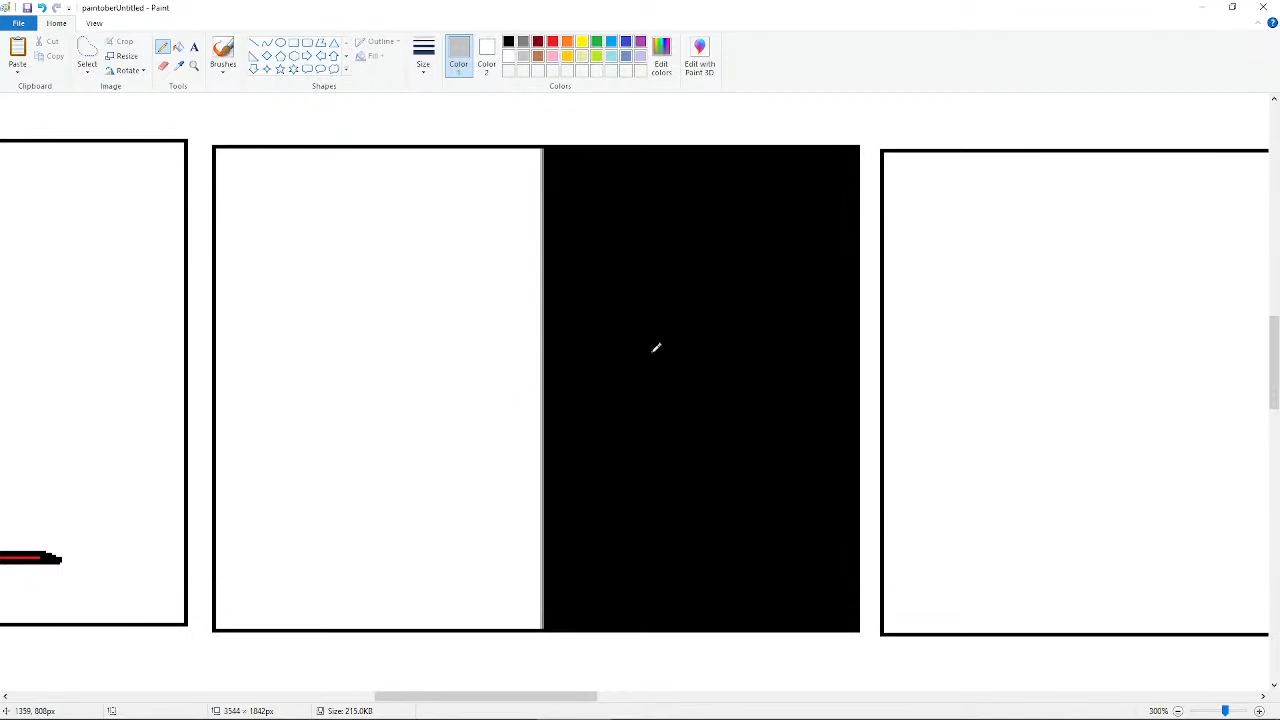 paintoberUntitled - Paint
File Home View
Paste
Cut
Copy
Clipboard
Select
Crop
Resize
Rotate
Image
Tools
Brushes
Shapes
Outline
Fill
Size
Color 1
Color 2
Colors
Edit colors
Edit with Paint 3D
1359, 808px
3544 × 1842px
Size: 215.0KB
300%